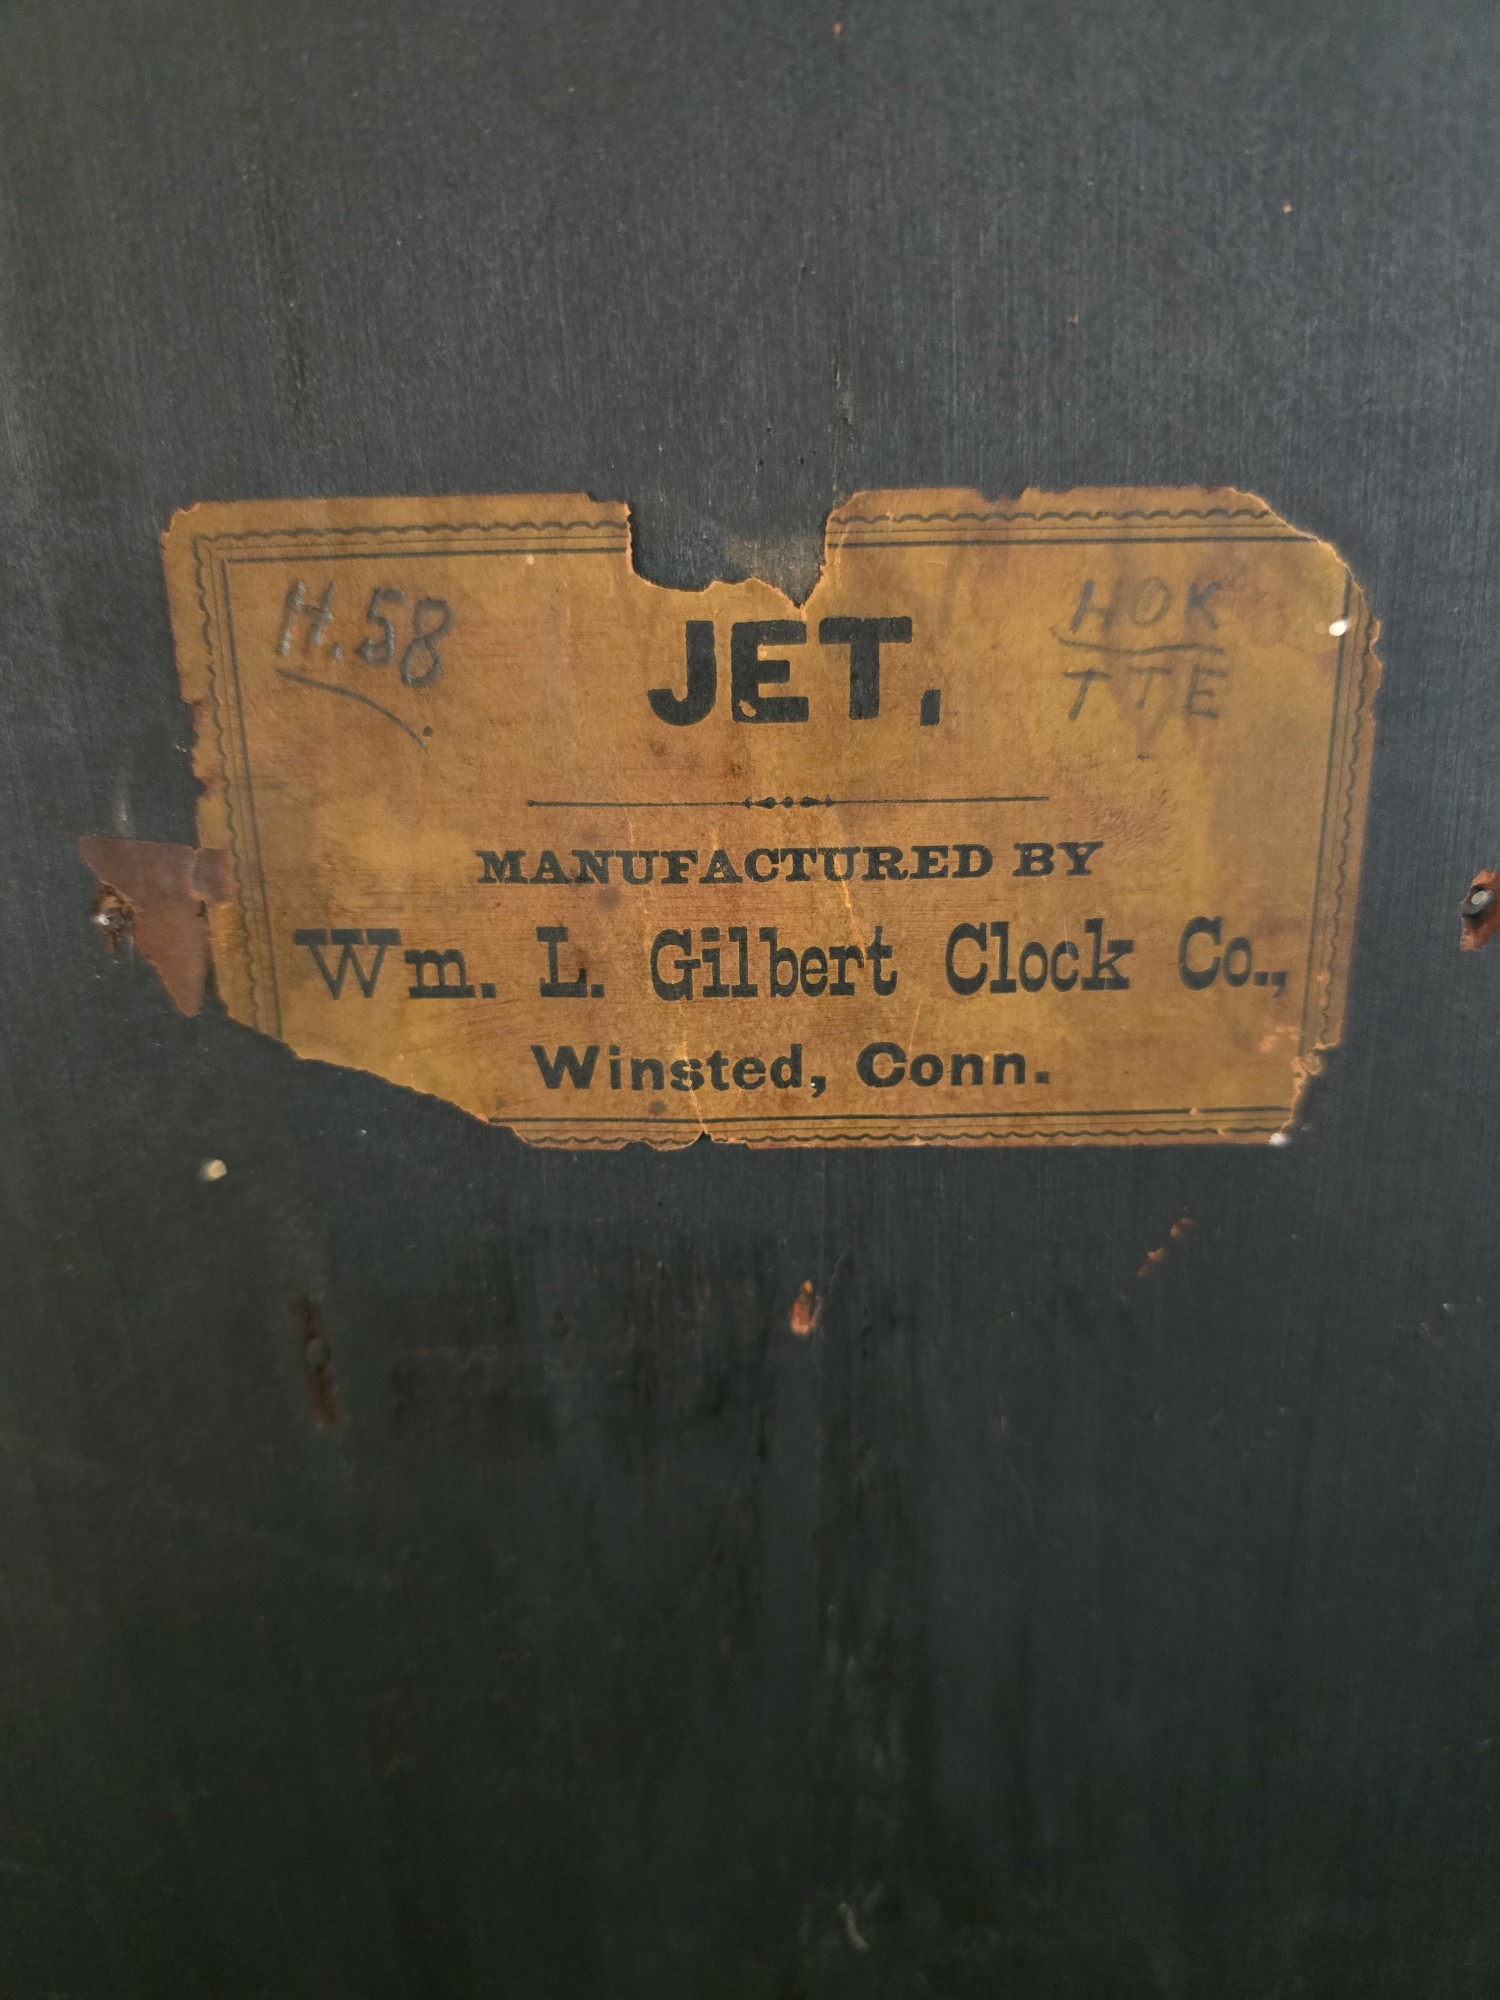 H.58
JET.
HOK
TTE
MANUFACTURED BY
Wm. L. Gilbert Clock Co.,
Winsted, Conn.